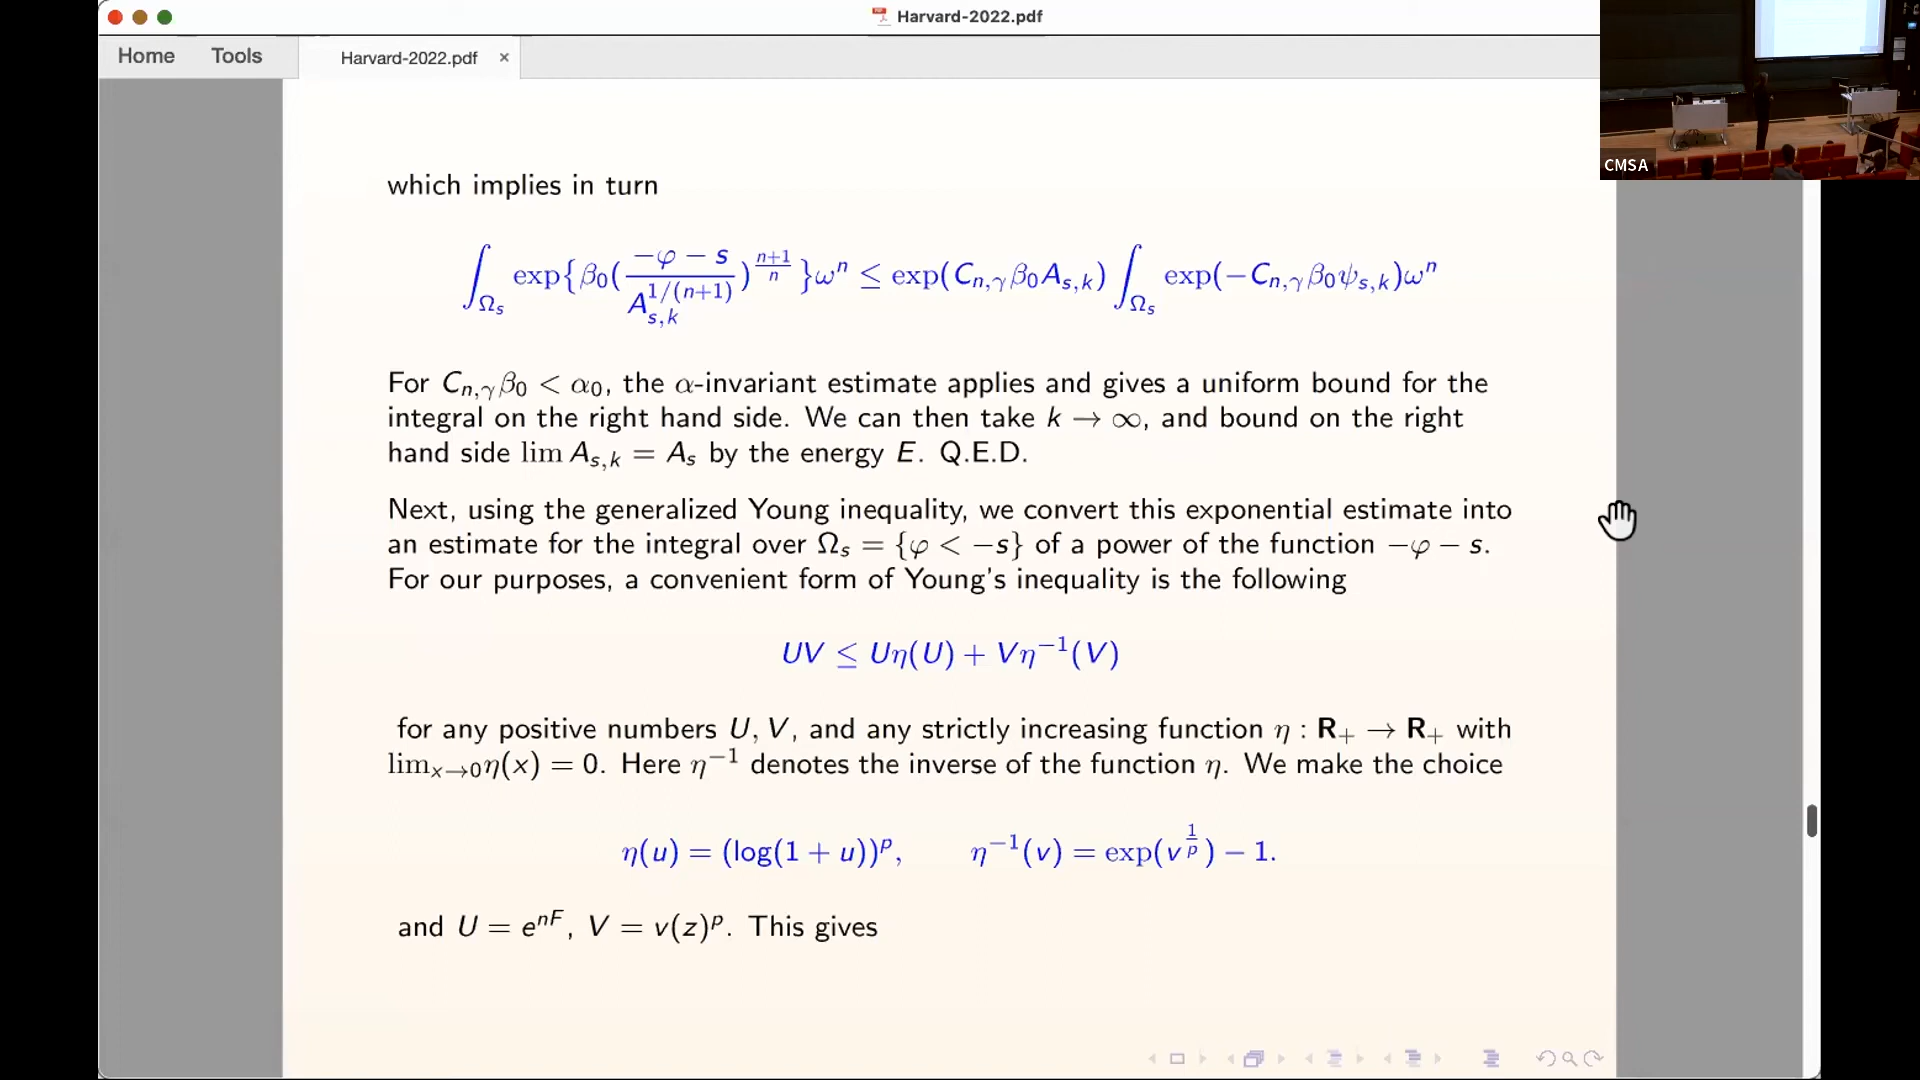 Harvard-2022.pdf
Home Tools Harvard-2022.pdf ×
CMSA
which implies in turn
∫_{Ω_s} exp{β₀((−φ − s)/A_{s,k}^{1/(n+1)})^{(n+1)/n}}ω^n ≤ exp(C_{n,γ}β₀A_{s,k}) ∫_{Ω_s} exp(−C_{n,γ}β₀ψ_{s,k})ω^n
For C_{n,γ}β₀ < α₀, the α-invariant estimate applies and gives a uniform bound for the
integral on the right hand side. We can then take k → ∞, and bound on the right
hand side lim A_{s,k} = A_s by the energy E. Q.E.D.
Next, using the generalized Young inequality, we convert this exponential estimate into
an estimate for the integral over Ω_s = {φ < −s} of a power of the function −φ − s.
For our purposes, a convenient form of Young's inequality is the following
UV ≤ Uη(U) + Vη^{−1}(V)
for any positive numbers U, V, and any strictly increasing function η : R₊ → R₊ with
lim_{x→0}η(x) = 0. Here η^{−1} denotes the inverse of the function η. We make the choice
η(u) = (log(1 + u))^p, η^{−1}(v) = exp(v^{1/p}) − 1.
and U = e^{nF}, V = v(z)^p. This gives